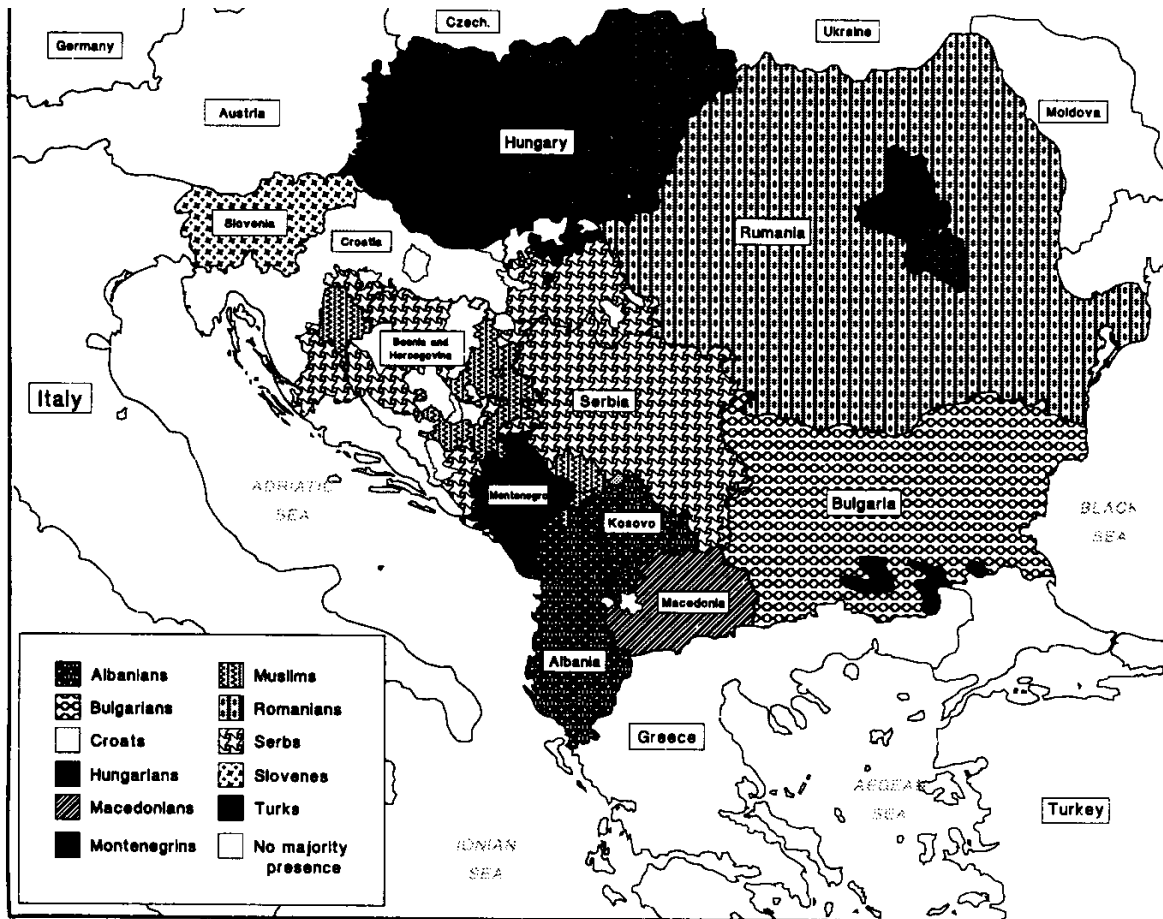 Czech.
Germany
Ukraine
Austria
Moldova
Hungary
Slovenia
Croatia
Rumania
Bosnia and
Herzegovina
Italy
Serbia
ADRIATIC
SEA
Montenegro
Bulgaria
BLACK
SEA
Kosovo
Macedonia
Albania
Greece
AEGEAN
SEA
Turkey
IONIAN
SEA
Albanians
Bulgarians
Croats
Hungarians
Macedonians
Montenegrins
Muslims
Romanians
Serbs
Slovenes
Turks
No majority
presence